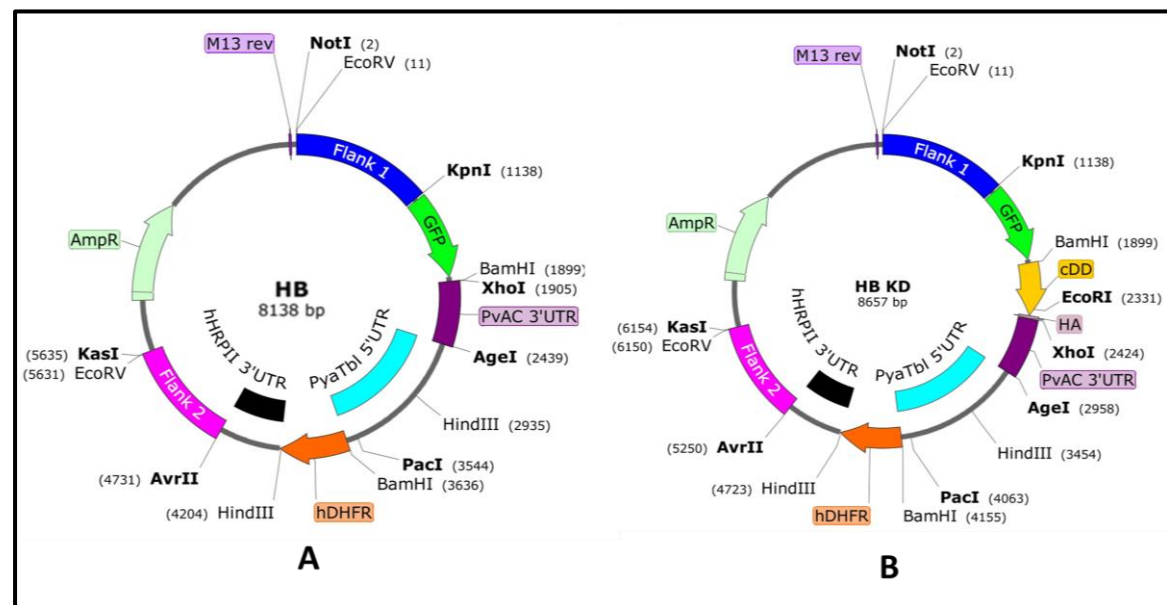 M13 rev
NotI (2)
EcoRV (11)
Flank 1
KpnI (1138)
GFP
BamHI (1899)
XhoI (1905)
PvAC 3'UTR
AgeI (2439)
HindIII (2935)
PacI (3544)
BamHI (3636)
hDHFR
(4204) HindIII
(4731) AvrII
Flank 2
(5635) KasI
(5631) EcoRV
AmpR
HB
8138 bp
hHRPII 3'UTR
PyaTbI 5'UTR
A
M13 rev
NotI (2)
EcoRV (11)
Flank 1
KpnI (1138)
GFP
BamHI (1899)
cDD
EcoRI (2331)
HA
XhoI (2424)
PvAC 3'UTR
AgeI (2958)
HindIII (3454)
PacI (4063)
BamHI (4155)
hDHFR
(4723) HindIII
(5250) AvrII
Flank 2
(6154) KasI
(6150) EcoRV
AmpR
HB KD
8657 bp
hHRPII 3'UTR
PyaTbI 5'UTR
B